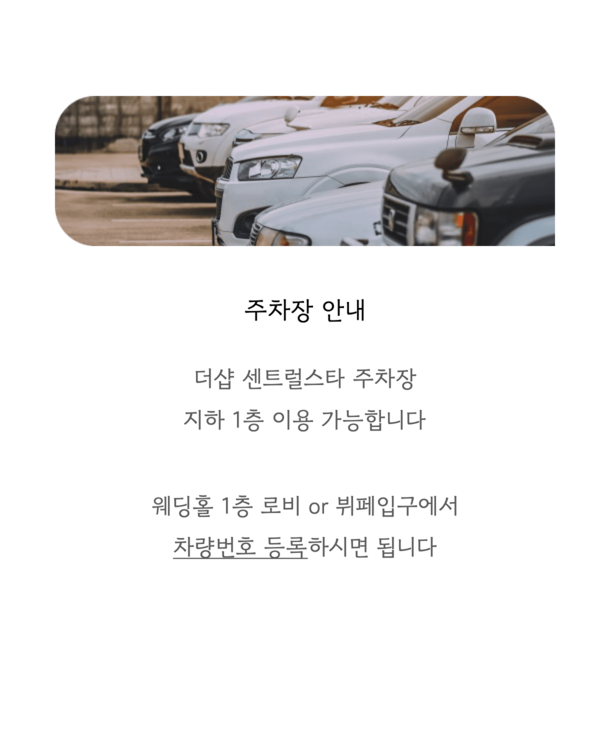 주차장 안내
더샵 센트럴스타 주차장
지하 1층 이용 가능합니다
웨딩홀 1층 로비 or 뷔페입구에서
차량번호 등록하시면 됩니다